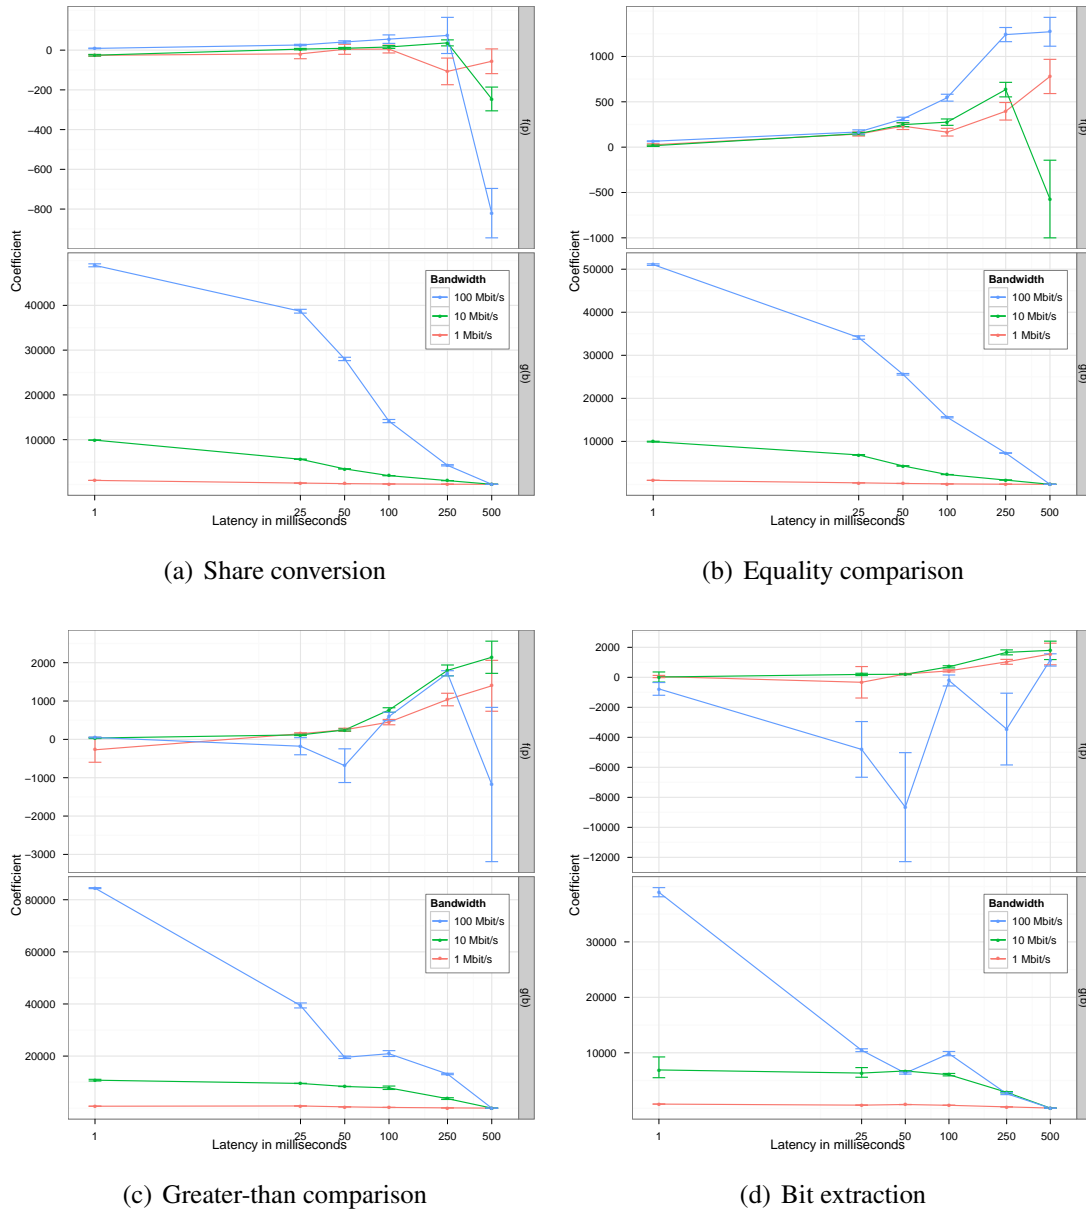 0
−200
−400
−600
−800
f(p)
Coefficient
40000
30000
20000
10000
0
g(b)
Bandwidth
100 Mbit/s
10 Mbit/s
1 Mbit/s
1 25 50 100 250 500
Latency in milliseconds
(a) Share conversion
1000
500
0
−500
−1000
f(p)
Coefficient
50000
40000
30000
20000
10000
0
g(b)
Bandwidth
100 Mbit/s
10 Mbit/s
1 Mbit/s
1 25 50 100 250 500
Latency in milliseconds
(b) Equality comparison
2000
1000
0
−1000
−2000
−3000
f(p)
Coefficient
80000
60000
40000
20000
0
g(b)
Bandwidth
100 Mbit/s
10 Mbit/s
1 Mbit/s
1 25 50 100 250 500
Latency in milliseconds
(c) Greater-than comparison
2000
0
−2000
−4000
−6000
−8000
−10000
−12000
f(p)
Coefficient
30000
20000
10000
0
g(b)
Bandwidth
100 Mbit/s
10 Mbit/s
1 Mbit/s
1 25 50 100 250 500
Latency in milliseconds
(d) Bit extraction